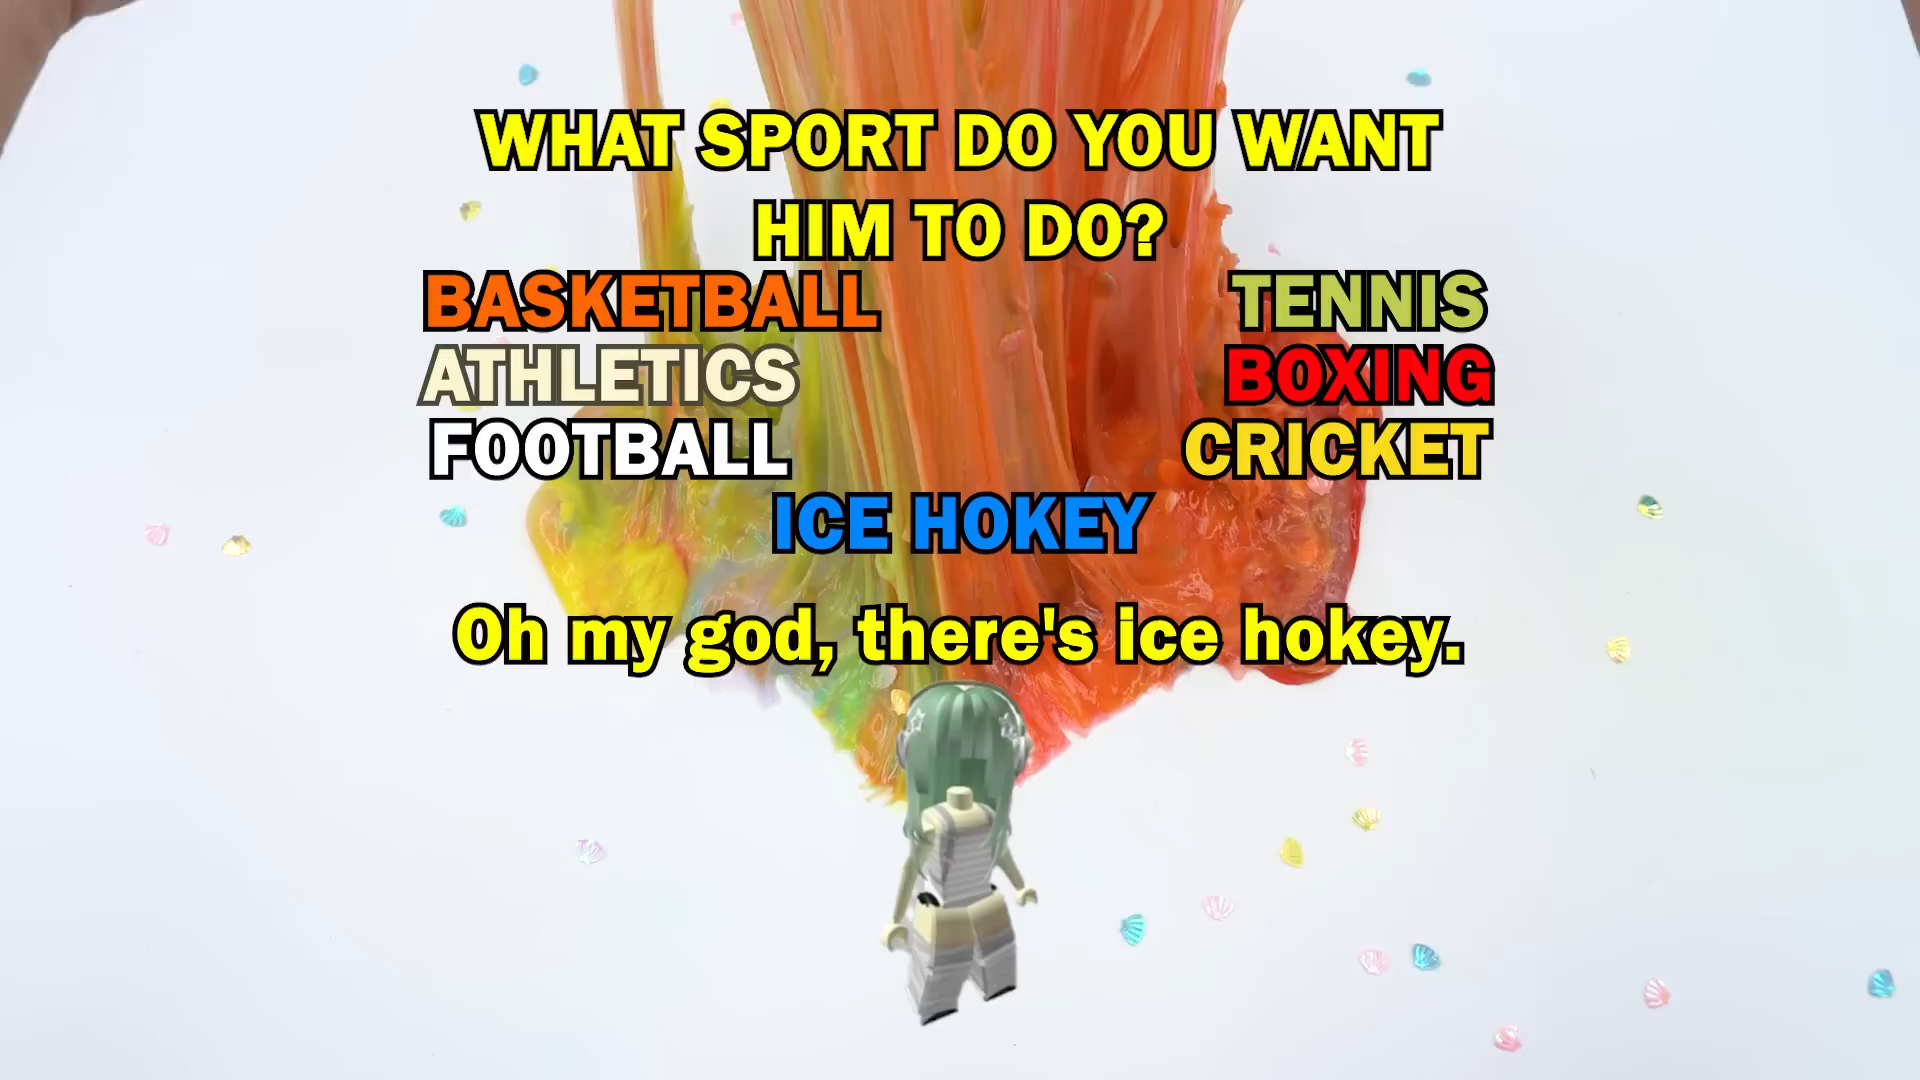 WHAT SPORT DO YOU WANT
HIM TO DO?
BASKETBALL TENNIS
ATHLETICS BOXING
FOOTBALL CRICKET
ICE HOKEY
Oh my god, there's ice hokey.